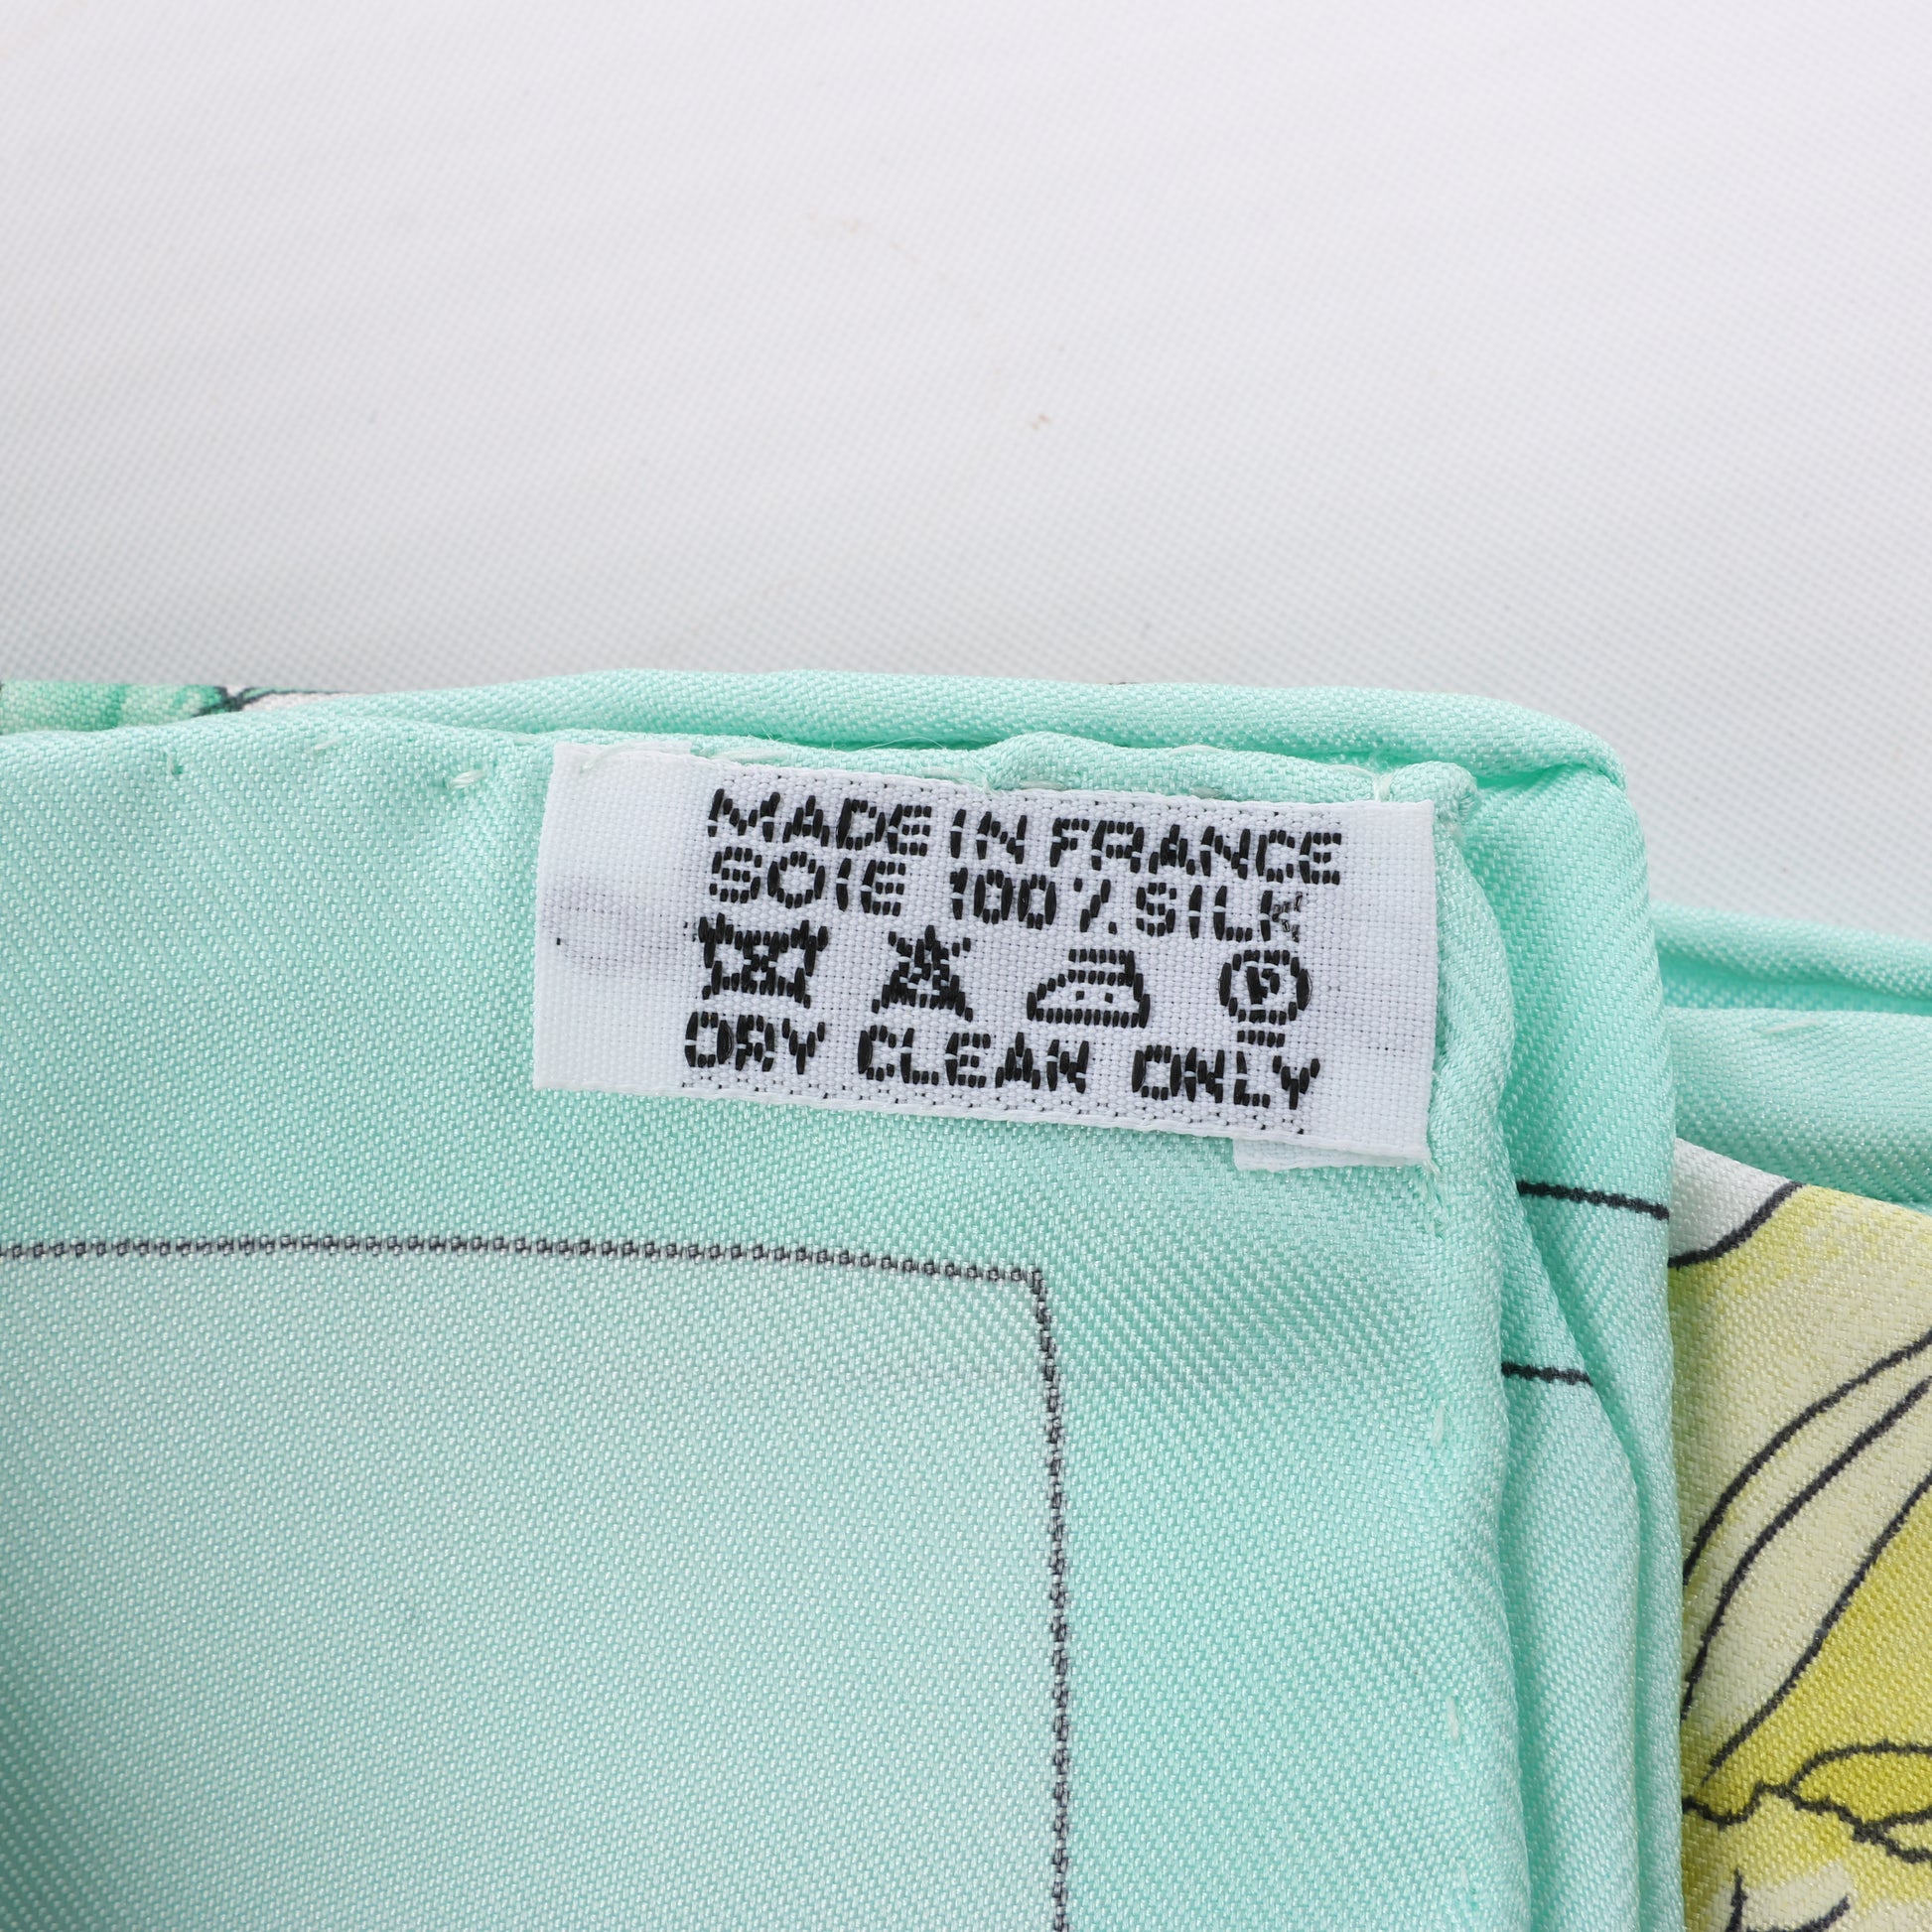 MADE IN FRANCE
SOIE 100% SILK
P
DRY CLEAN ONLY